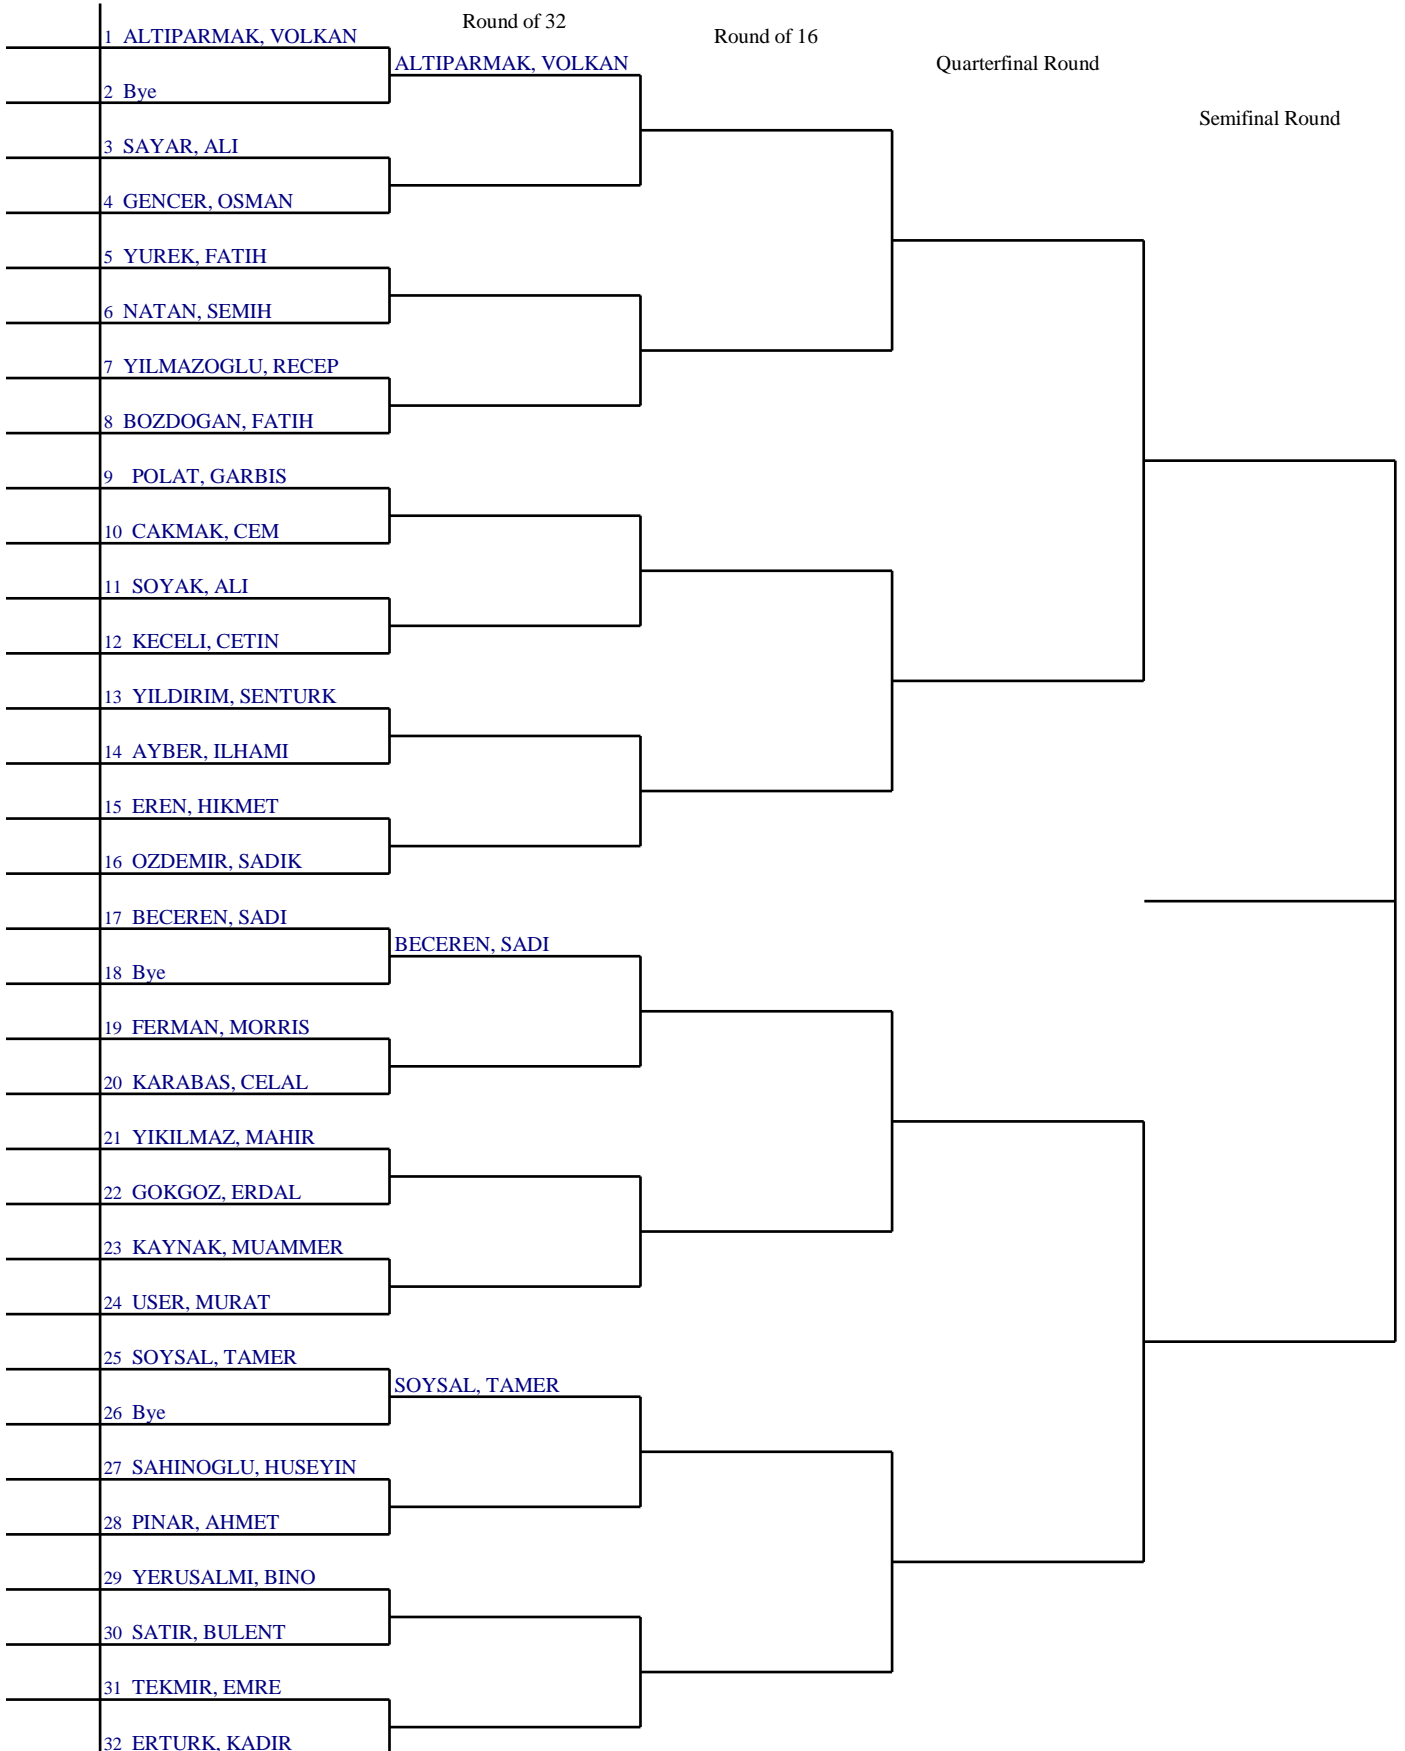 Round of 32
Round of 16
Quarterfinal Round
Semifinal Round
1 ALTIPARMAK, VOLKAN
ALTIPARMAK, VOLKAN
2 Bye
3 SAYAR, ALI
4 GENCER, OSMAN
5 YUREK, FATIH
6 NATAN, SEMIH
7 YILMAZOGLU, RECEP
8 BOZDOGAN, FATIH
9 POLAT, GARBIS
10 CAKMAK, CEM
11 SOYAK, ALI
12 KECELI, CETIN
13 YILDIRIM, SENTURK
14 AYBER, ILHAMI
15 EREN, HIKMET
16 OZDEMIR, SADIK
17 BECEREN, SADI
BECEREN, SADI
18 Bye
19 FERMAN, MORRIS
20 KARABAS, CELAL
21 YIKILMAZ, MAHIR
22 GOKGOZ, ERDAL
23 KAYNAK, MUAMMER
24 USER, MURAT
25 SOYSAL, TAMER
SOYSAL, TAMER
26 Bye
27 SAHINOGLU, HUSEYIN
28 PINAR, AHMET
29 YERUSALMI, BINO
30 SATIR, BULENT
31 TEKMIR, EMRE
32 ERTURK, KADIR